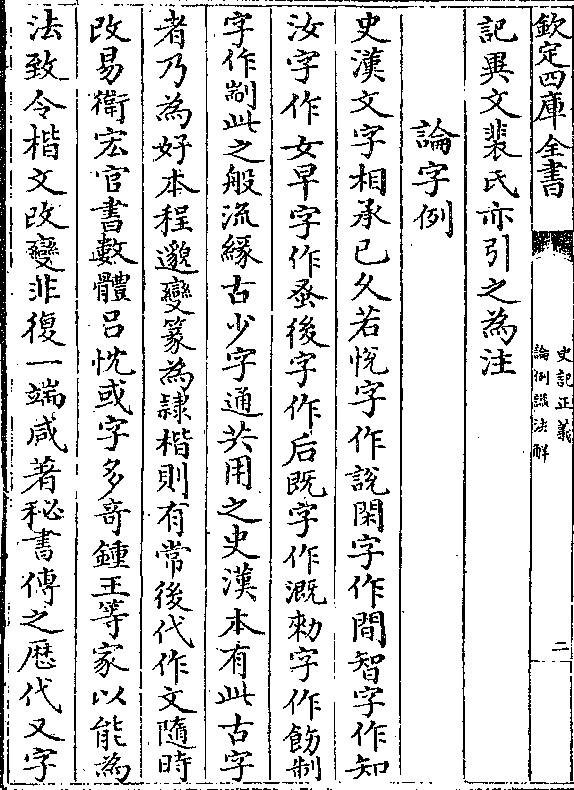 欽定四庫全書
史記正義
論例諡法解
二
記異文裴氏亦引之為注
論字例
史漢文字相承已久若恱字作説閑字作間智字作知
汝字作女早字作蚤後字作后既字作溉勑字作飭制
字作剬此之般流緣古少字通共用之史漢本有此古字
者乃為好本程邈變篆為隸楷則有常後代作文隨時
改易衛宏官書數體吕忱或字多竒鍾王等家以能為
法致令楷文改變非復一端咸著秘書傳之歴代又字